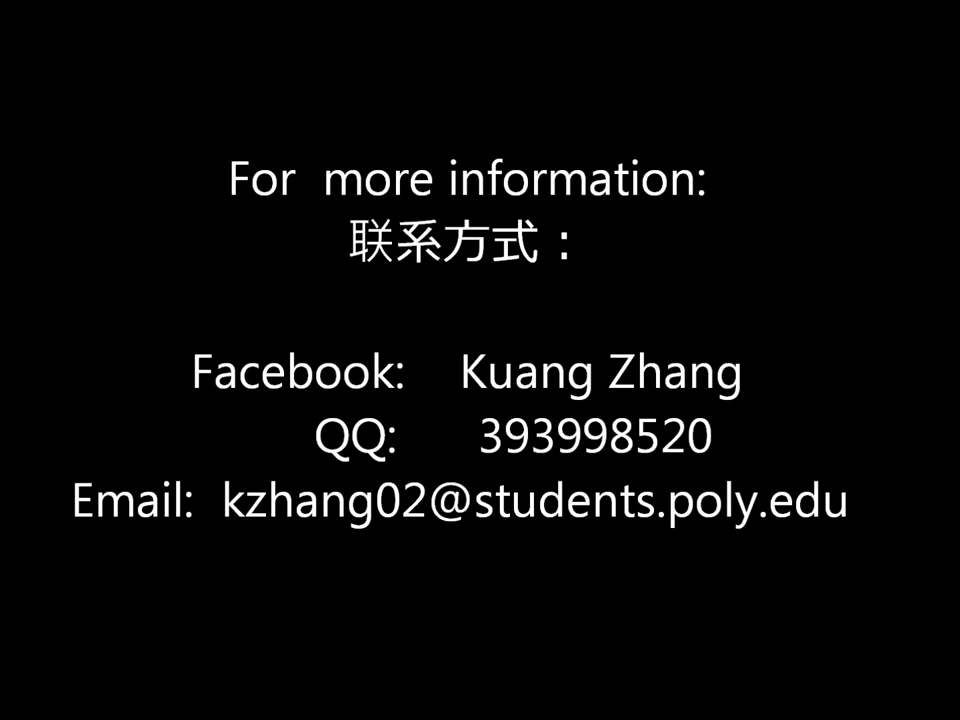 For more information:
联系方式：
Facebook: Kuang Zhang
QQ: 393998520
Email: kzhang02@students.poly.edu